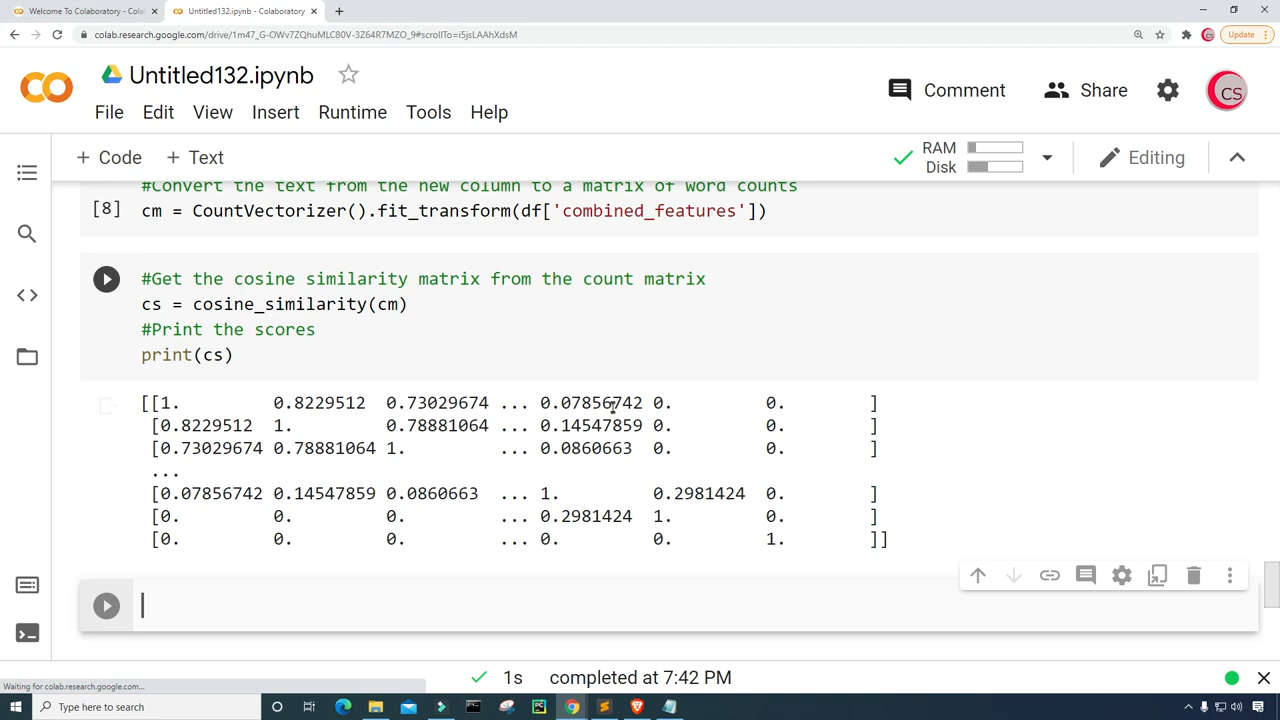 Welcome To Colaboratory - Colab
Untitled132.ipynb - Colaboratory
colab.research.google.com/drive/1m47_G-OWv7ZQhuMLC80V-3Z64R7MZO_9#scrollTo=i5jsLAAhXdsM
Update
Untitled132.ipynb
Comment
Share
CS
File Edit View Insert Runtime Tools Help
+ Code + Text
RAM
Disk
Editing
#Convert the text from the new column to a matrix of word counts
[8] cm = CountVectorizer().fit_transform(df['combined_features'])
#Get the cosine similarity matrix from the count matrix
cs = cosine_similarity(cm)
#Print the scores
print(cs)
[[1. 0.8229512 0.73029674 ... 0.07856742 0. 0. ]
[0.8229512 1. 0.78881064 ... 0.14547859 0. 0. ]
[0.73029674 0.78881064 1. ... 0.0860663 0. 0. ]
...
[0.07856742 0.14547859 0.0860663 ... 1. 0.2981424 0. ]
[0. 0. 0. ... 0.2981424 1. 0. ]
[0. 0. 0. ... 0. 0. 1. ]]
1s completed at 7:42 PM
Waiting for colab.research.google.com...
Type here to search